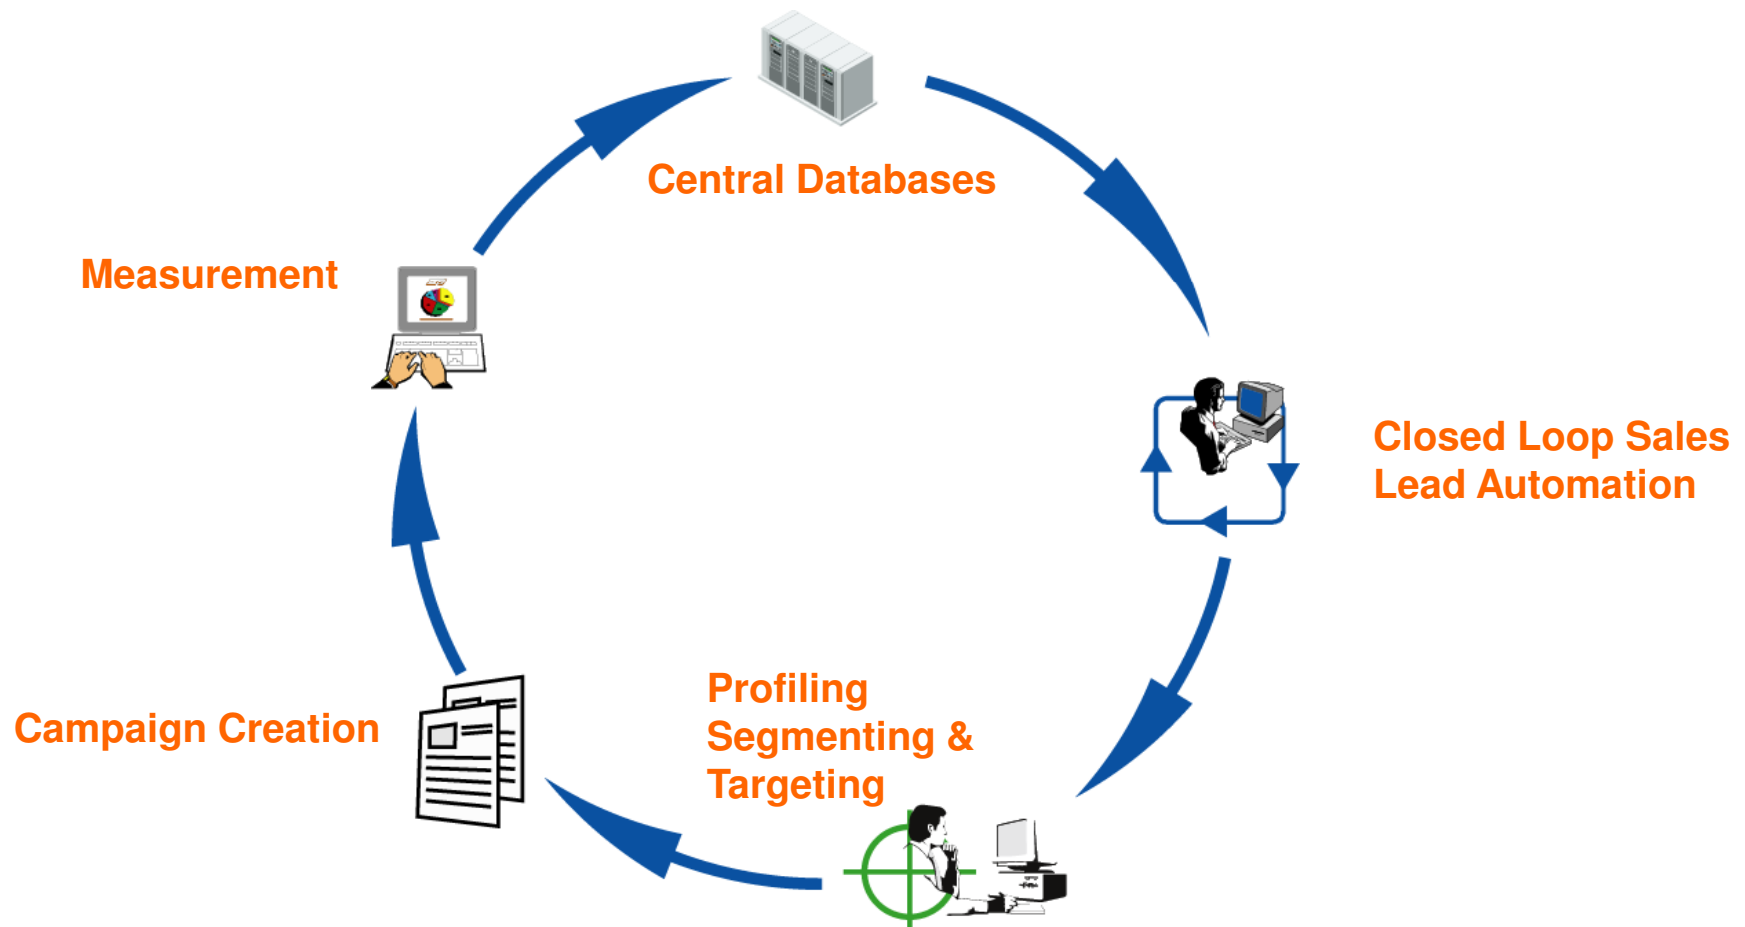 Central Databases
Measurement
Closed Loop Sales
Lead Automation
Profiling
Segmenting &
Targeting
Campaign Creation